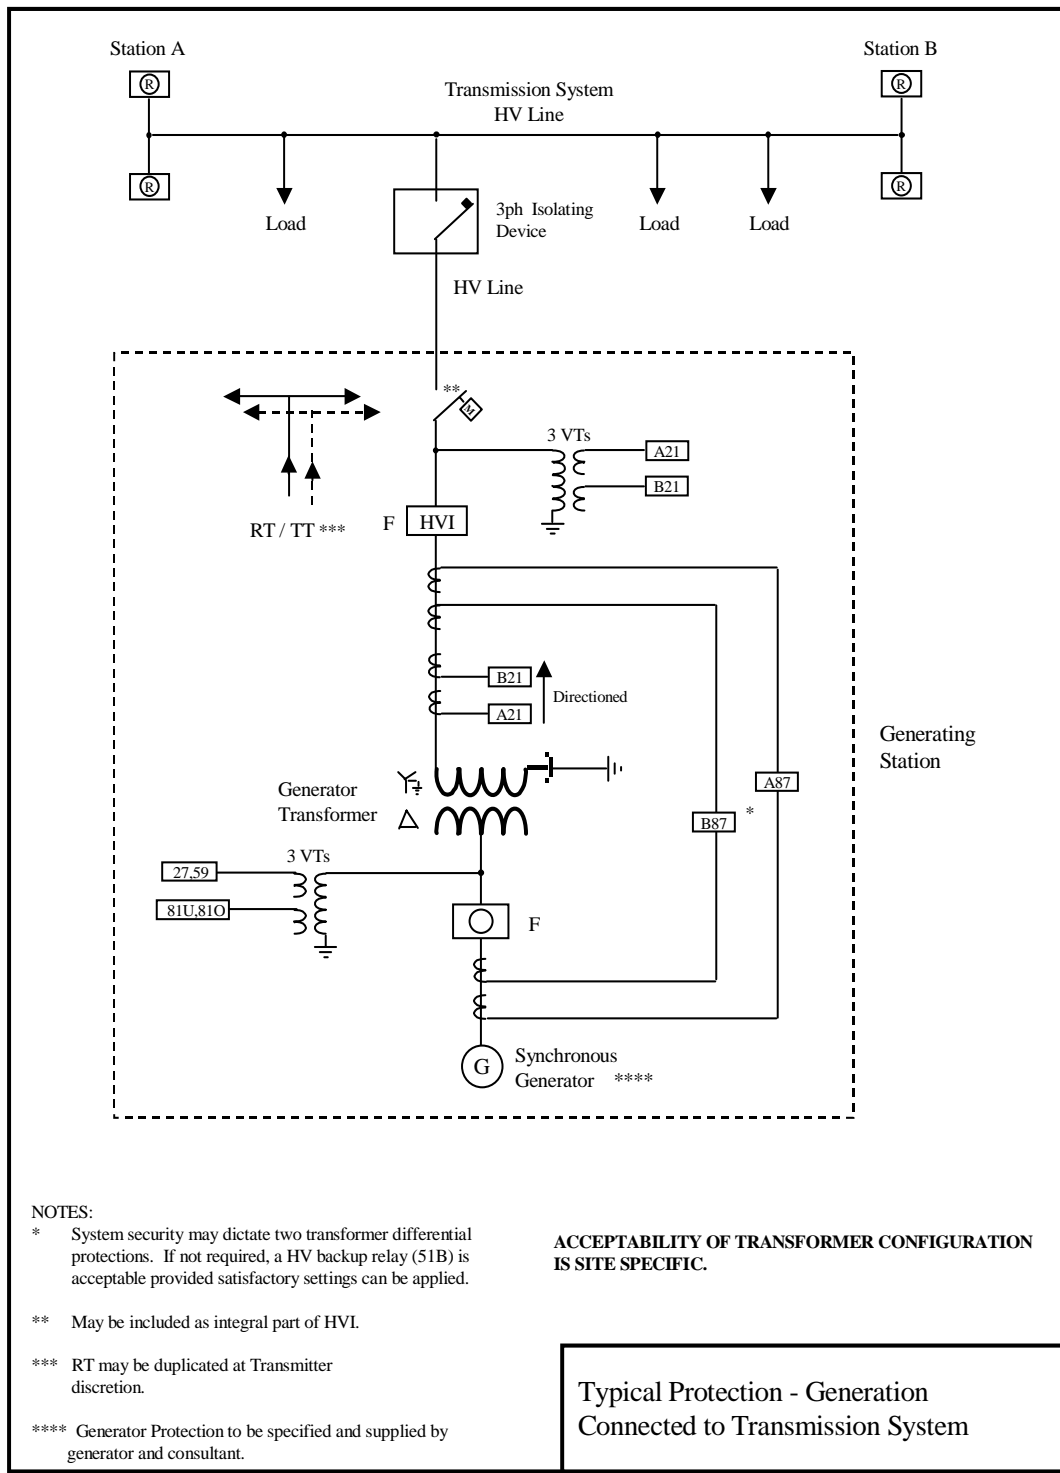 Station A
Station B
R
R
Transmission System
HV Line
R
R
Load
3ph Isolating
Device
Load
Load
HV Line
**
M
3 VTs
A21
B21
RT / TT ***
F
HVI
B21
Directioned
A21
Generating
Station
Generator
Transformer
A87
B87
*
3 VTs
27,59
81U,81O
F
G
Synchronous
Generator ****
NOTES:
* System security may dictate two transformer differential
protections. If not required, a HV backup relay (51B) is
acceptable provided satisfactory settings can be applied.
** May be included as integral part of HVI.
*** RT may be duplicated at Transmitter
discretion.
**** Generator Protection to be specified and supplied by
generator and consultant.
ACCEPTABILITY OF TRANSFORMER CONFIGURATION
IS SITE SPECIFIC.
Typical Protection - Generation
Connected to Transmission System